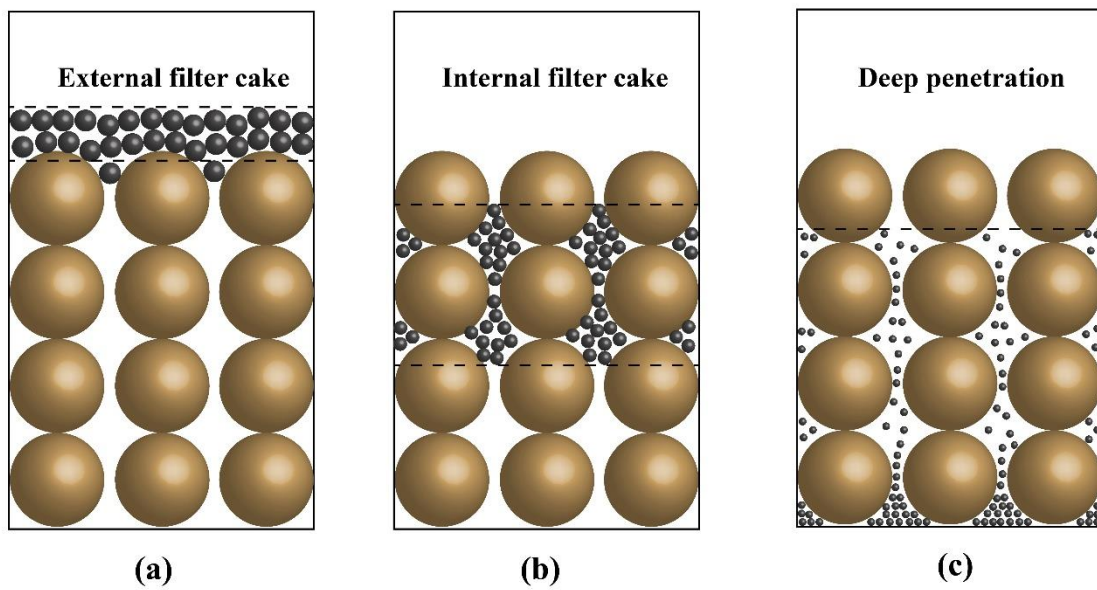 External filter cake
Internal filter cake
Deep penetration
(a)
(b)
(c)